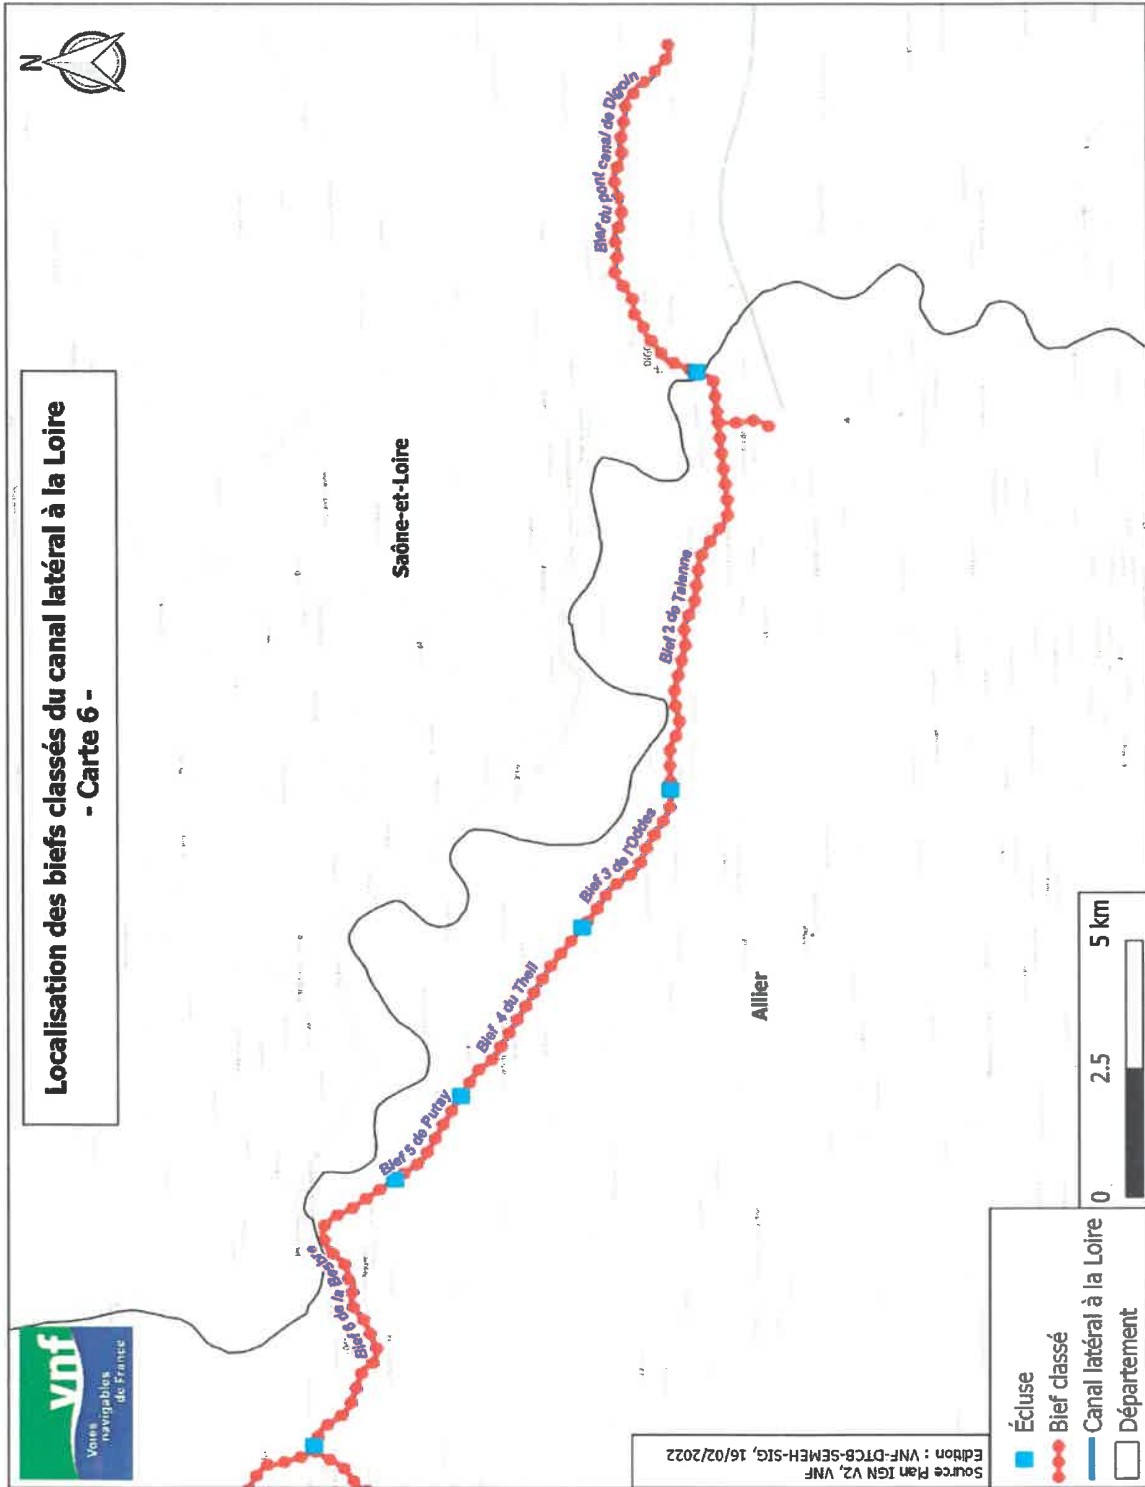 Localisation des biefs classés du canal latéral à la Loire
- Carte 6 -
N
vnf
Voies
navigables
de France
Saône-et-Loire
Allier
Bief du pont canal de Digoin
Bief 2 de Talenne
Bief 3 de l'Oddes
Bief 4 du Theil
Bief 5 de Putay
Bief 6 de la Besbre
Écluse
Bief classé
Canal latéral à la Loire
Département
0 2.5 5 km
Source Plan IGN V2, VNF
Edition : VNF-DTCB-SEMEH-SIG, 16/02/2022